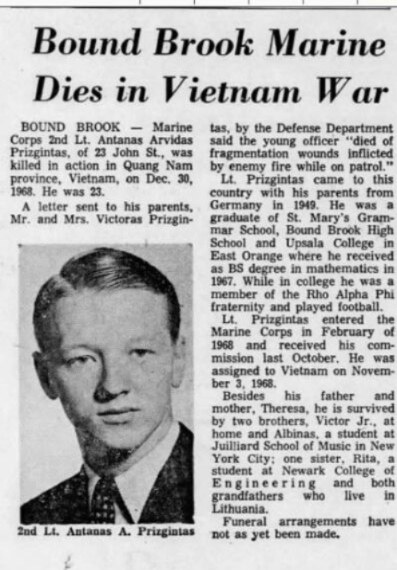 Bound Brook Marine
Dies in Vietnam War
BOUND BROOK — Marine
Corps 2nd Lt. Antanas Arvidas
Prizgintas, of 23 John St., was
killed in action in Quang Nam
province, Vietnam, on Dec. 30,
1968. He was 23.
A letter sent to his parents,
Mr. and Mrs. Victoras Prizgin-
tas, by the Defense Department
said the young officer "died of
fragmentation wounds inflicted
by enemy fire while on patrol."
Lt. Prizgintas came to this
country with his parents from
Germany in 1949. He was a
graduate of St. Mary's Gram-
mar School, Bound Brook High
School and Upsala College in
East Orange where he received
as BS degree in mathematics in
1967. While in college he was a
member of the Rho Alpha Phi
fraternity and played football.
Lt. Prizgintas entered the
Marine Corps in February of
1968 and received his com-
mission last October. He was
assigned to Vietnam on Novem-
ber 3, 1968.
Besides his father and
mother, Theresa, he is survived
by two brothers, Victor Jr., at
home and Albinas, a student at
Juilliard School of Music in New
York City; one sister, Rita, a
student at Newark College of
Engineering and both
grandfathers who live in
Lithuania.
Funeral arrangements have
not as yet been made.
2nd Lt. Antanas A. Prizgintas